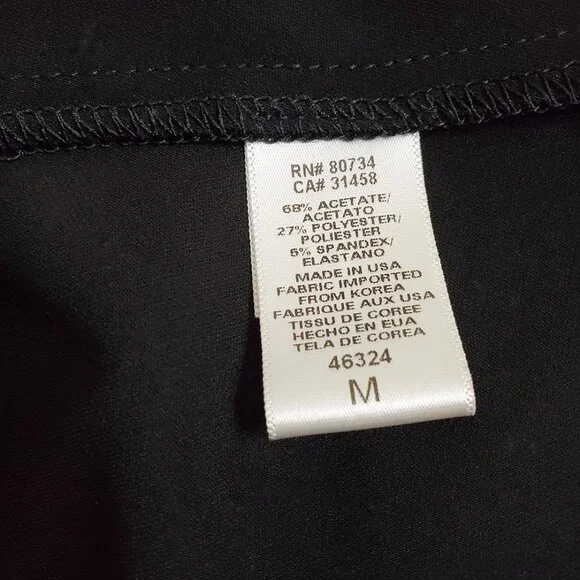 RN# 80734
CA# 31458
68% ACETATE/
ACETATO
27% POLYESTER/
POLIESTER
5% SPANDEX/
ELASTANO
MADE IN USA
FABRIC IMPORTED
FROM KOREA
FABRIQUE AUX USA
TISSU DE COREE
HECHO EN EUA
TELA DE COREA
46324
M